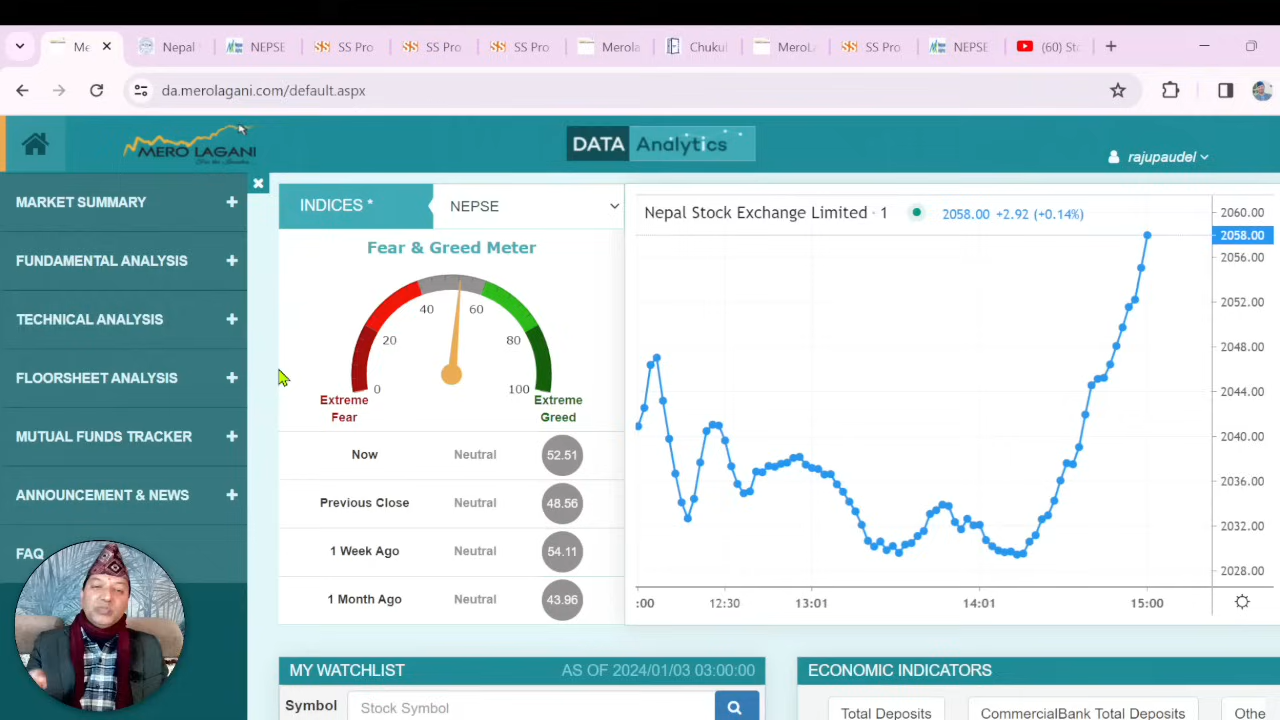 Me
Nepal
NEPSE
SS Pro
SS Pro
SS Pro
Merola
Chukul
MeroLa
SS Pro
NEPSE
(60) Sto
da.merolagani.com/default.aspx
MERO LAGANI
DATA Analytics
rajupaudel
MARKET SUMMARY +
FUNDAMENTAL ANALYSIS +
TECHNICAL ANALYSIS +
FLOORSHEET ANALYSIS +
MUTUAL FUNDS TRACKER +
ANNOUNCEMENT & NEWS +
FAQ
INDICES *
NEPSE
Fear & Greed Meter
0
20
40
60
80
100
Extreme
Fear
Extreme
Greed
Now Neutral 52.51
Previous Close Neutral 48.56
1 Week Ago Neutral 54.11
1 Month Ago Neutral 43.96
Nepal Stock Exchange Limited · 1
2058.00 +2.92 (+0.14%)
2060.00
2058.00
2056.00
2052.00
2048.00
2044.00
2040.00
2036.00
2032.00
2028.00
:00
12:30
13:01
14:01
15:00
MY WATCHLIST
AS OF 2024/01/03 03:00:00
Symbol
Stock Symbol
ECONOMIC INDICATORS
Total Deposits
CommercialBank Total Deposits
Othe